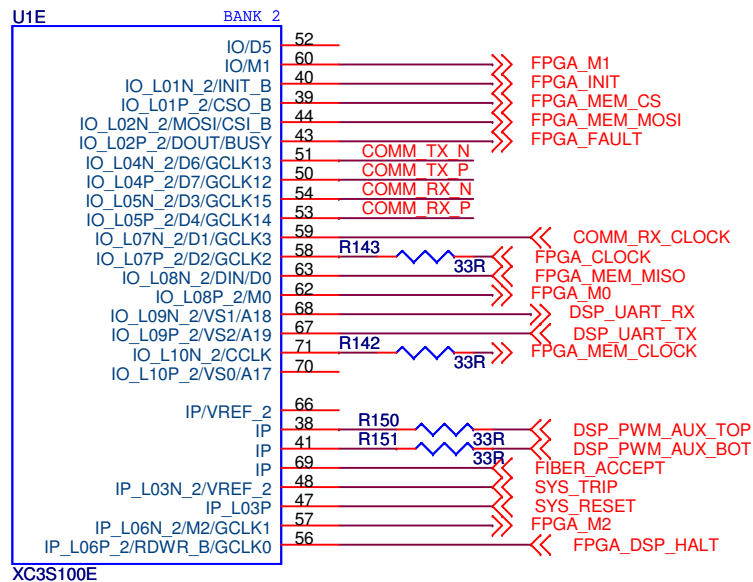 U1E BANK 2
IO/D5 52
IO/M1 60 FPGA_M1
IO_L01N_2/INIT_B 40 FPGA_INIT
IO_L01P_2/CSO_B 39 FPGA_MEM_CS
IO_L02N_2/MOSI/CSI_B 44 FPGA_MEM_MOSI
IO_L02P_2/DOUT/BUSY 43 FPGA_FAULT
IO_L04N_2/D6/GCLK13 51 COMM_TX_N
IO_L04P_2/D7/GCLK12 50 COMM_TX_P
IO_L05N_2/D3/GCLK15 54 COMM_RX_N
IO_L05P_2/D4/GCLK14 53 COMM_RX_P
IO_L07N_2/D1/GCLK3 59 COMM_RX_CLOCK
IO_L07P_2/D2/GCLK2 58 R143 33R FPGA_CLOCK
IO_L08N_2/DIN/D0 63 FPGA_MEM_MISO
IO_L08P_2/M0 62 FPGA_M0
IO_L09N_2/VS1/A18 68 DSP_UART_RX
IO_L09P_2/VS2/A19 67 DSP_UART_TX
IO_L10N_2/CCLK 71 R142 33R FPGA_MEM_CLOCK
IO_L10P_2/VS0/A17 70
IP/VREF_2 66
IP 38 R150 33R DSP_PWM_AUX_TOP
IP 41 R151 33R DSP_PWM_AUX_BOT
IP 69 FIBER_ACCEPT
IP_L03N_2/VREF_2 48 SYS_TRIP
IP_L03P 47 SYS_RESET
IP_L06N_2/M2/GCLK1 57 FPGA_M2
IP_L06P_2/RDWR_B/GCLK0 56 FPGA_DSP_HALT
XC3S100E